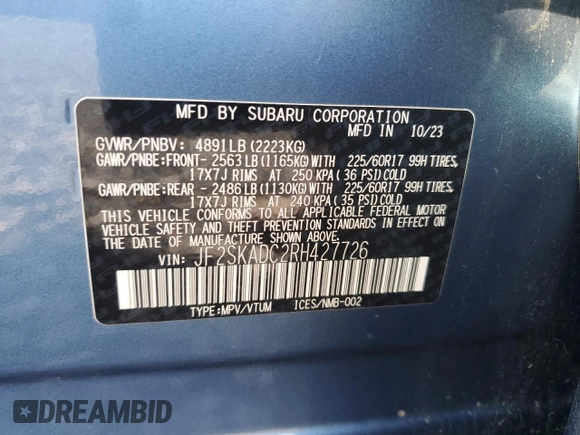 MFD BY SUBARU CORPORATION
MFD IN 10/23
GVWR/PNBV: 4891LB(2223KG)
GAWR/PNBE:FRONT- 2563LB(1165KG)WITH 225/60R17 99H TIRES,
17X7J RIMS AT 250 KPA(36 PSI)COLD
GAWR/PNBE:REAR - 2486LB(1130KG)WITH 225/60R17 99H TIRES,
17X7J RIMS AT 240 KPA(35 PSI)COLD
THIS VEHICLE CONFORMS TO ALL APPLICABLE FEDERAL MOTOR
VEHICLE SAFETY AND THEFT PREVENTION STANDARDS IN EFFECT ON
THE DATE OF MANUFACTURE SHOWN ABOVE.
VIN: JF2SKADC2RH427726
TYPE:MPV/VTUM ICES/NMB-002
DREAMBID